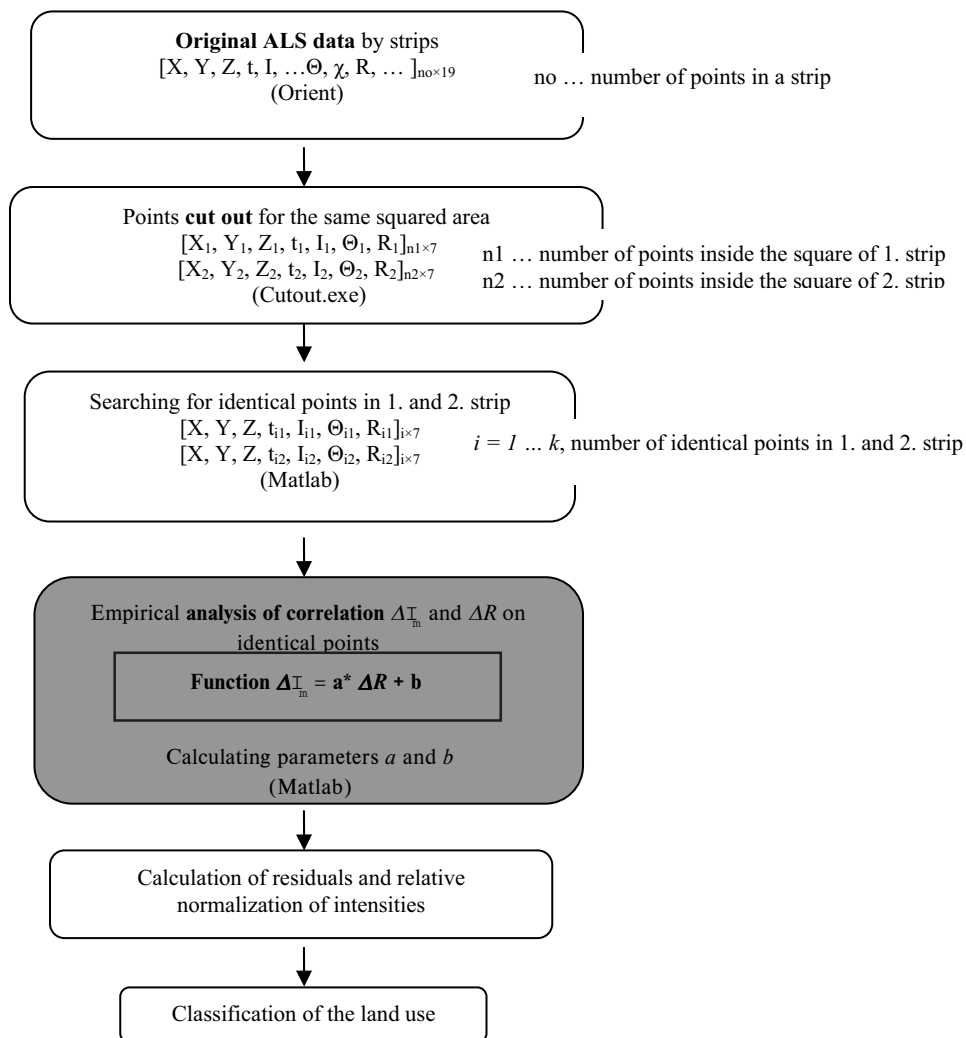 Original ALS data by strips
[X, Y, Z, t, I, …Θ, χ, R, … ]no×19
(Orient)
no … number of points in a strip
Points cut out for the same squared area
[X1, Y1, Z1, t1, I1, Θ1, R1]n1×7
[X2, Y2, Z2, t2, I2, Θ2, R2]n2×7
(Cutout.exe)
n1 … number of points inside the square of 1. strip
n2 … number of points inside the square of 2. strip
Searching for identical points in 1. and 2. strip
[X, Y, Z, ti1, Ii1, Θi1, Ri1]i×7
[X, Y, Z, ti2, Ii2, Θi2, Ri2]i×7
(Matlab)
i = 1 ... k, number of identical points in 1. and 2. strip
Empirical analysis of correlation ΔIm and ΔR on
identical points
Function ΔIm = a* ΔR + b
Calculating parameters a and b
(Matlab)
Calculation of residuals and relative
normalization of intensities
Classification of the land use